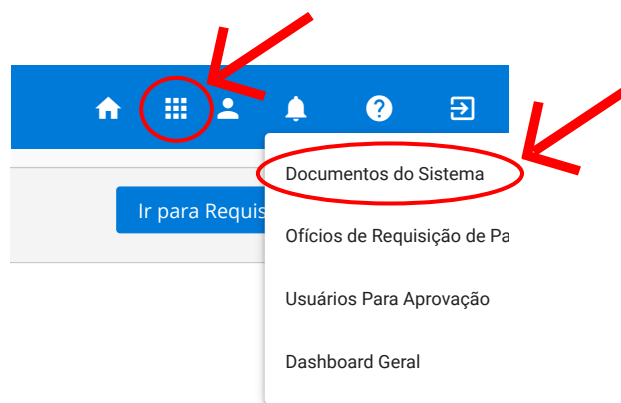 Ir para Requis
Documentos do Sistema
Ofícios de Requisição de Pa
Usuários Para Aprovação
Dashboard Geral